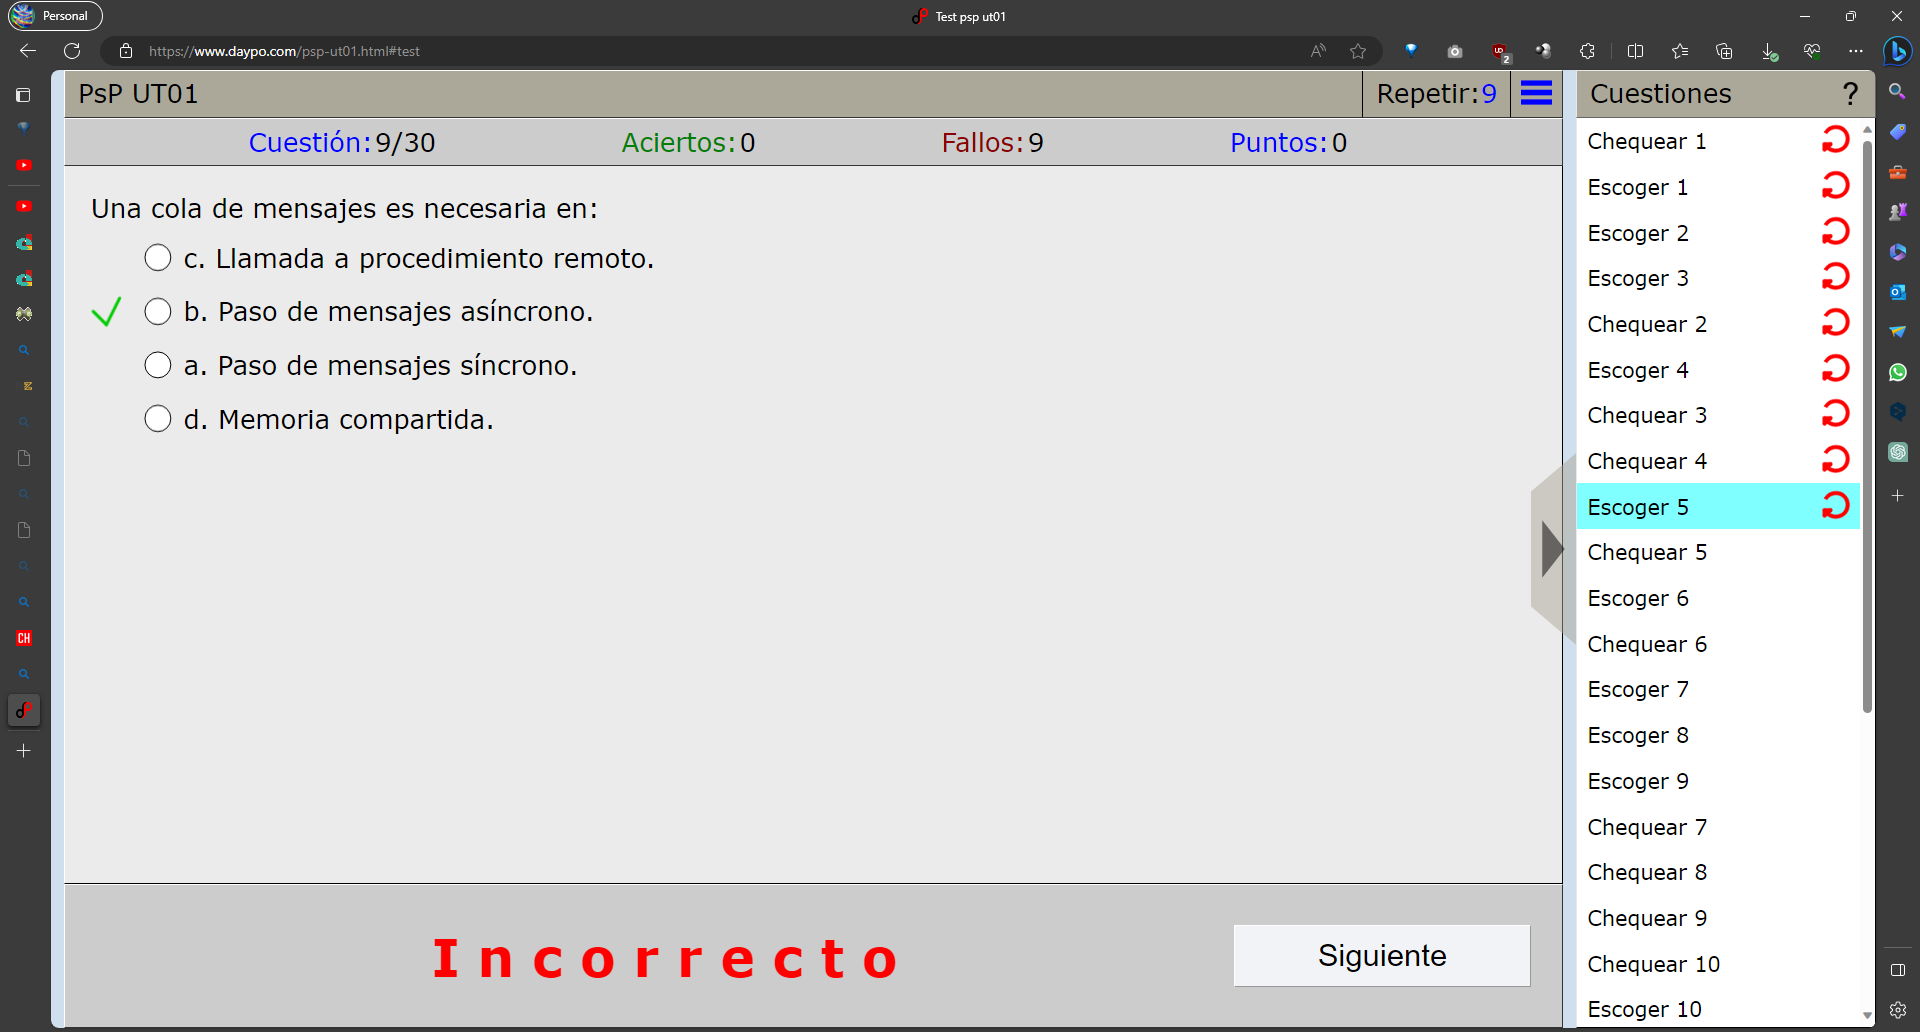 Personal
Test psp ut01
https://www.daypo.com/psp-ut01.html#test
PsP UT01
Repetir:9
Cuestiones
?
Cuestión:9/30
Aciertos:0
Fallos:9
Puntos:0
Una cola de mensajes es necesaria en:
c. Llamada a procedimiento remoto.
b. Paso de mensajes asíncrono.
a. Paso de mensajes síncrono.
d. Memoria compartida.
Incorrecto
Siguiente
Chequear 1
Escoger 1
Escoger 2
Escoger 3
Chequear 2
Escoger 4
Chequear 3
Chequear 4
Escoger 5
Chequear 5
Escoger 6
Chequear 6
Escoger 7
Escoger 8
Escoger 9
Chequear 7
Chequear 8
Chequear 9
Chequear 10
Escoger 10
CH
2